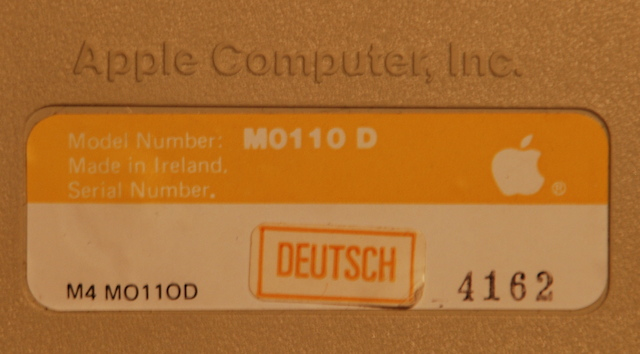 Apple Computer, Inc.
Model Number: M0110 D
Made in Ireland.
Serial Number.
®
DEUTSCH
M4 M0110D
4162